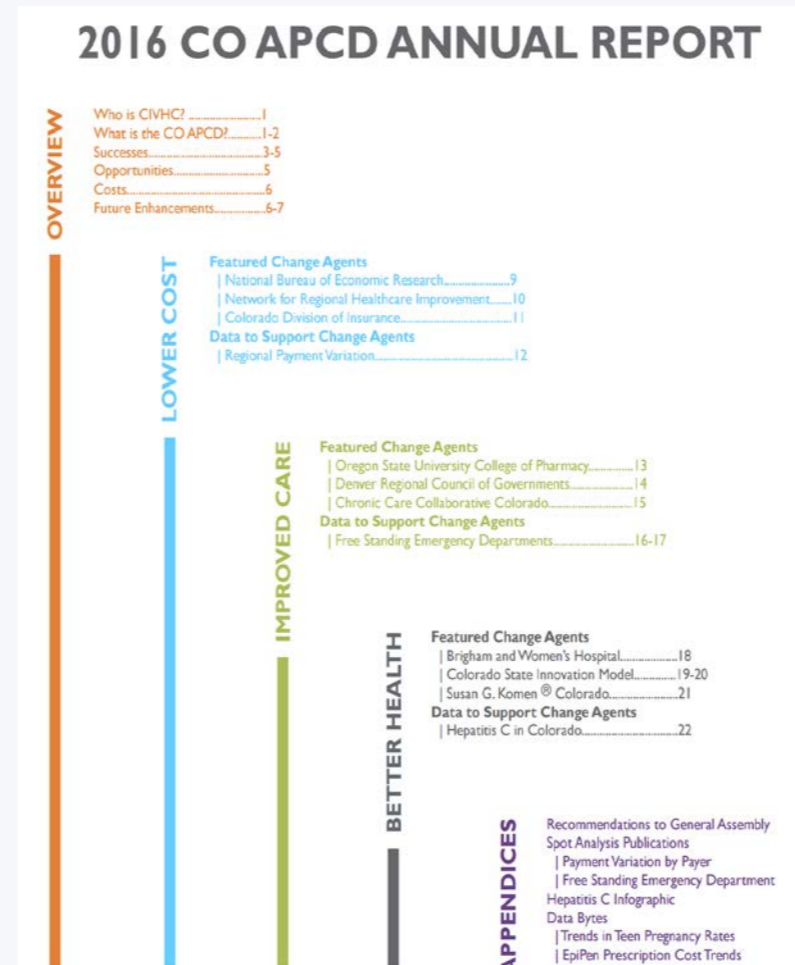 2016 CO APCD ANNUAL REPORT
OVERVIEW
Who is CIVHC? ........................1
What is the CO APCD?...........1-2
Successes......................................3-5
Opportunities..............................5
Costs..............................................6
Future Enhancements.................6-7
LOWER COST
Featured Change Agents
| National Bureau of Economic Research......................9
| Network for Regional Healthcare Improvement.......10
| Colorado Division of Insurance.....................................11
Data to Support Change Agents
| Regional Payment Variation..............................................12
IMPROVED CARE
Featured Change Agents
| Oregon State University College of Pharmacy...............13
| Denver Regional Council of Governments.....................14
| Chronic Care Collaborative Colorado............................15
Data to Support Change Agents
| Free Standing Emergency Departments...........................16-17
BETTER HEALTH
Featured Change Agents
| Brigham and Women's Hospital...................18
| Colorado State Innovation Model..............19-20
| Susan G. Komen ® Colorado.......................21
Data to Support Change Agents
| Hepatitis C in Colorado................................22
APPENDICES
Recommendations to General Assembly
Spot Analysis Publications
| Payment Variation by Payer
| Free Standing Emergency Department
Hepatitis C Infographic
Data Bytes
| Trends in Teen Pregnancy Rates
| EpiPen Prescription Cost Trends